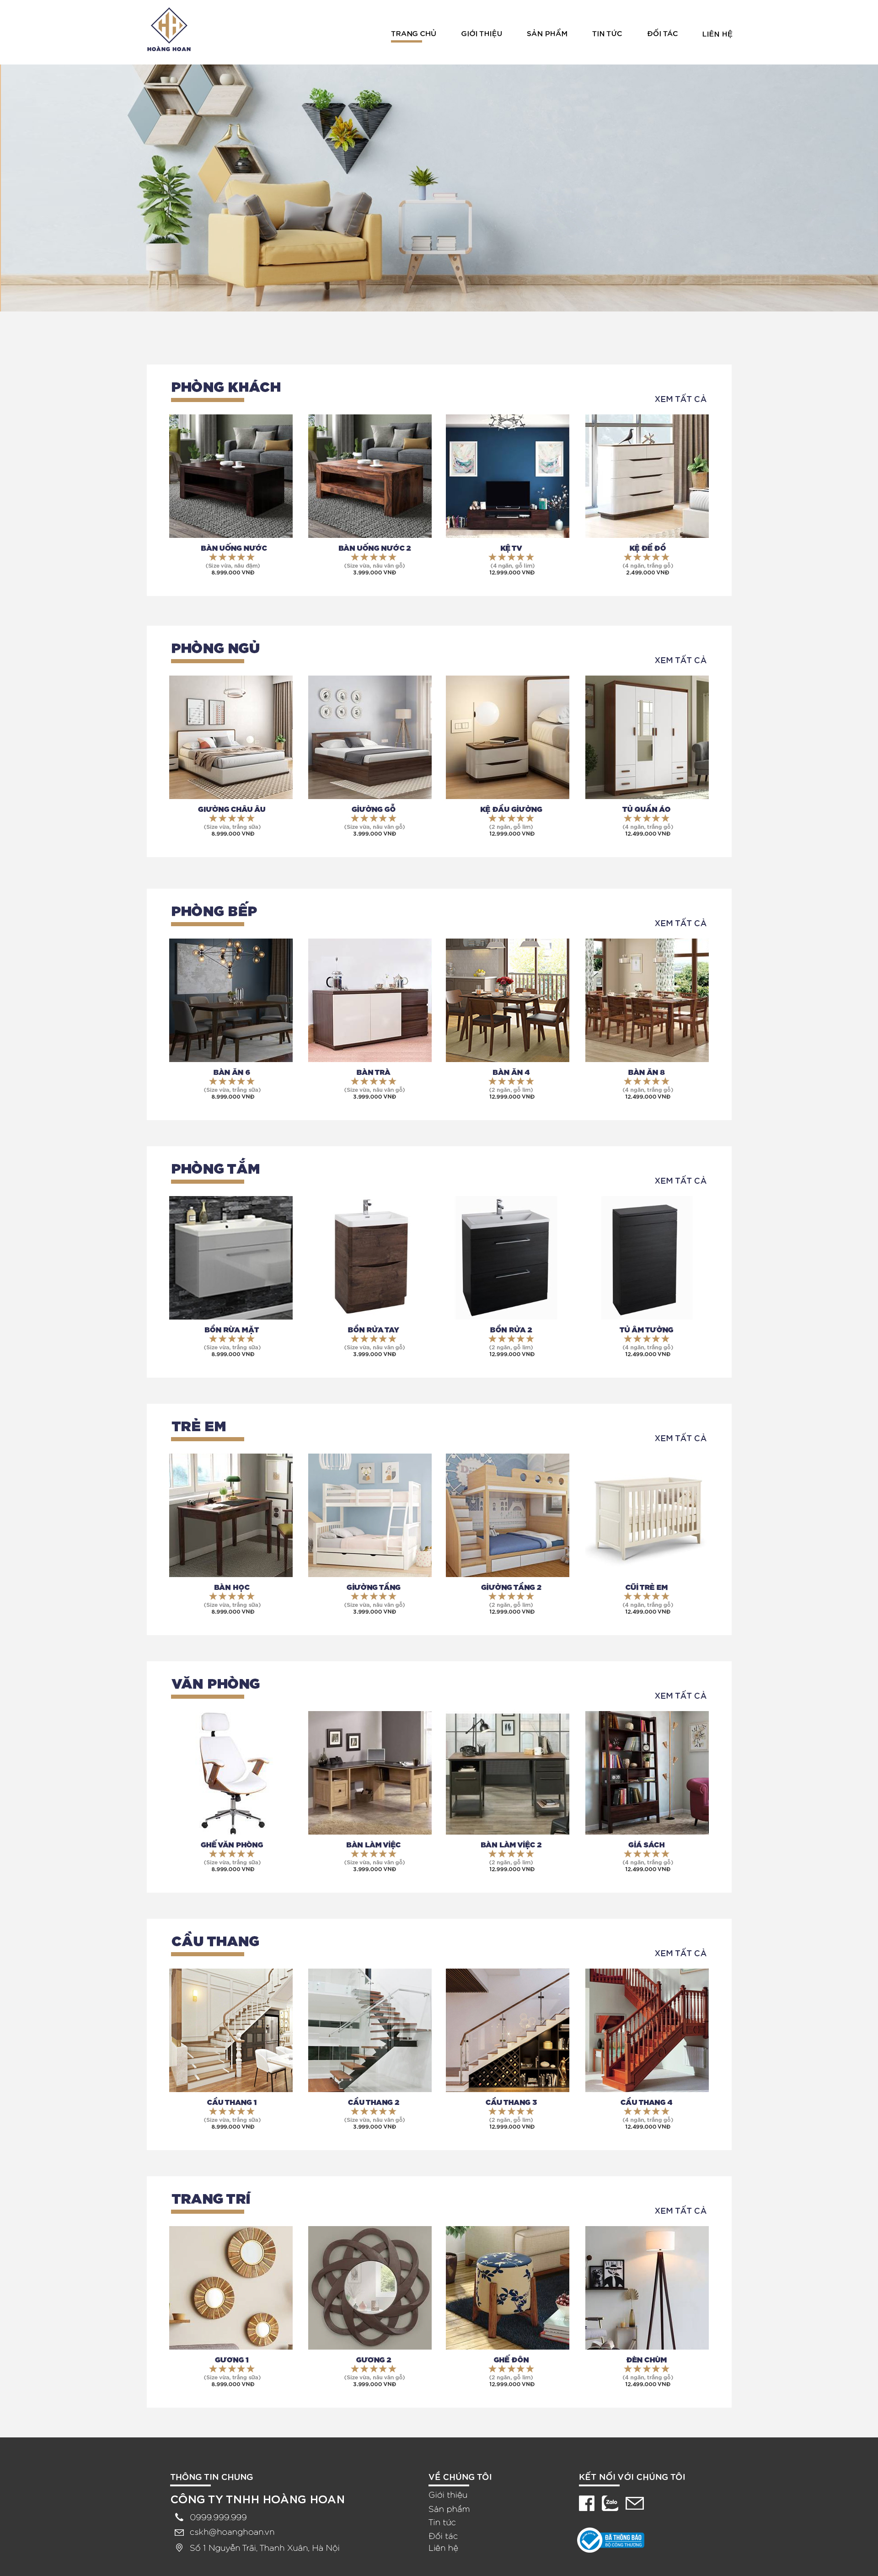 HOÀNG HOAN
TRANG CHỦ GIỚI THIỆU SẢN PHẨM TIN TỨC ĐỐI TÁC LIÊN HỆ
PHÒNG KHÁCH
XEM TẤT CẢ
BÀN UỐNG NƯỚC BÀN UỐNG NƯỚC 2 KỆ TV KỆ ĐỂ ĐỒ
(Size vừa, nâu đậm) (Size vừa, nâu vân gỗ) (4 ngăn, gỗ lim) (4 ngăn, trắng gỗ)
8.999.000 VNĐ 3.999.000 VNĐ 12.999.000 VNĐ 2.499.000 VNĐ
PHÒNG NGỦ
XEM TẤT CẢ
GIƯỜNG CHÂU ÂU GIƯỜNG GỖ KỆ ĐẦU GIƯỜNG TỦ QUẦN ÁO
(Size vừa, trắng sữa) (Size vừa, nâu vân gỗ) (2 ngăn, gỗ lim) (4 ngăn, trắng gỗ)
8.999.000 VNĐ 3.999.000 VNĐ 12.999.000 VNĐ 12.499.000 VNĐ
PHÒNG BẾP
XEM TẤT CẢ
BÀN ĂN 6 BÀN TRÀ BÀN ĂN 4 BÀN ĂN 8
(Size vừa, trắng sữa) (Size vừa, nâu vân gỗ) (2 ngăn, gỗ lim) (4 ngăn, trắng gỗ)
8.999.000 VNĐ 3.999.000 VNĐ 12.999.000 VNĐ 12.499.000 VNĐ
PHÒNG TẮM
XEM TẤT CẢ
BỒN RỬA MẶT BỒN RỬA TAY BỒN RỬA 2 TỦ ÂM TƯỜNG
(Size vừa, trắng sữa) (Size vừa, nâu vân gỗ) (2 ngăn, gỗ lim) (4 ngăn, trắng gỗ)
8.999.000 VNĐ 3.999.000 VNĐ 12.999.000 VNĐ 12.499.000 VNĐ
TRẺ EM
XEM TẤT CẢ
BÀN HỌC GIƯỜNG TẦNG GIƯỜNG TẦNG 2 CŨI TRẺ EM
(Size vừa, trắng sữa) (Size vừa, nâu vân gỗ) (2 ngăn, gỗ lim) (4 ngăn, trắng gỗ)
8.999.000 VNĐ 3.999.000 VNĐ 12.999.000 VNĐ 12.499.000 VNĐ
VĂN PHÒNG
XEM TẤT CẢ
GHẾ VĂN PHÒNG BÀN LÀM VIỆC BÀN LÀM VIỆC 2 GIÁ SÁCH
(Size vừa, trắng sữa) (Size vừa, nâu vân gỗ) (2 ngăn, gỗ lim) (4 ngăn, trắng gỗ)
8.999.000 VNĐ 3.999.000 VNĐ 12.999.000 VNĐ 12.499.000 VNĐ
CẦU THANG
XEM TẤT CẢ
CẦU THANG 1 CẦU THANG 2 CẦU THANG 3 CẦU THANG 4
(Size vừa, trắng sữa) (Size vừa, nâu vân gỗ) (2 ngăn, gỗ lim) (4 ngăn, trắng gỗ)
8.999.000 VNĐ 3.999.000 VNĐ 12.999.000 VNĐ 12.499.000 VNĐ
TRANG TRÍ
XEM TẤT CẢ
GƯƠNG 1 GƯƠNG 2 GHẾ ĐÔN ĐÈN CHÙM
(Size vừa, trắng sữa) (Size vừa, nâu vân gỗ) (2 ngăn, gỗ lim) (4 ngăn, trắng gỗ)
8.999.000 VNĐ 3.999.000 VNĐ 12.999.000 VNĐ 12.499.000 VNĐ
THÔNG TIN CHUNG
CÔNG TY TNHH HOÀNG HOAN
0999.999.999
cskh@hoanghoan.vn
Số 1 Nguyễn Trãi, Thanh Xuân, Hà Nội
VỀ CHÚNG TÔI
Giới thiệu
Sản phẩm
Tin tức
Đối tác
Liên hệ
KẾT NỐI VỚI CHÚNG TÔI
Zalo
ĐÃ THÔNG BÁO
BỘ CÔNG THƯƠNG